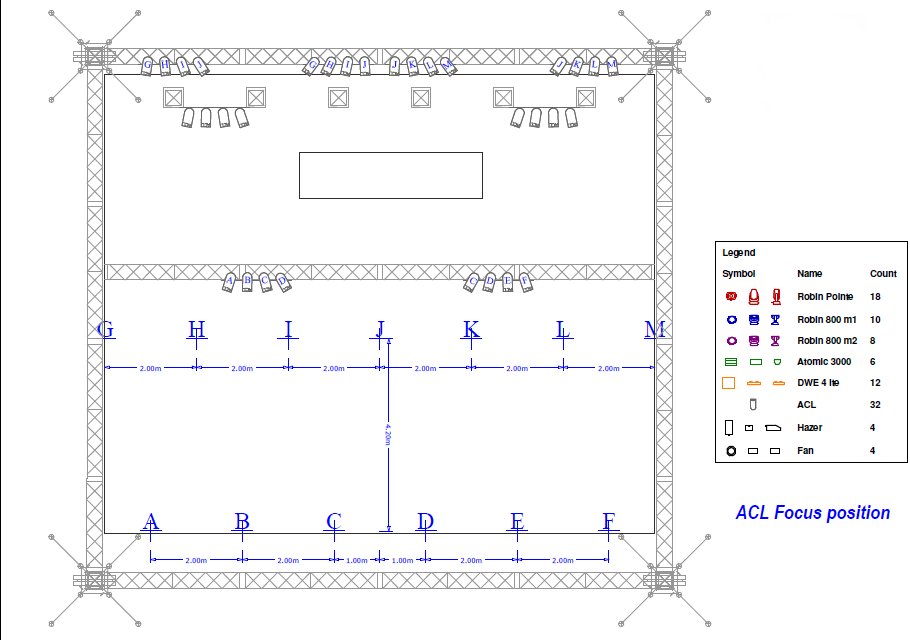 G H I J G H I J J K L M J K L M
A B C D C D E F
G H I J K L M
2.00m 2.00m 2.00m 2.00m 2.00m 2.00m
4.20m
A B C D E F
2.00m 2.00m 1.00m 1.00m 2.00m 2.00m
Legend
Symbol Name Count
Robin Pointe 18
Robin 800 m1 10
Robin 800 m2 8
Atomic 3000 6
DWE 4 lite 12
ACL 32
Hazer 4
Fan 4
ACL Focus position